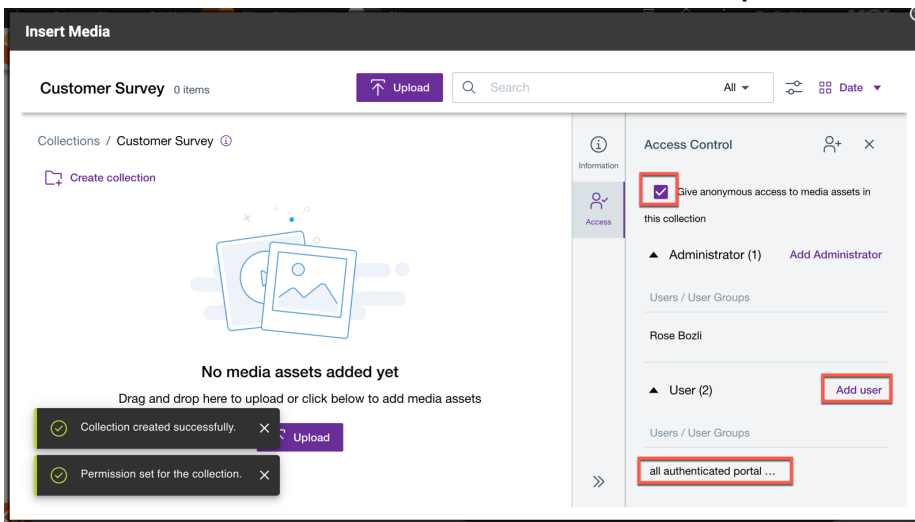 Insert Media
Customer Survey 0 items
Upload
Search
All
Date
Collections / Customer Survey
Create collection
No media assets added yet
Drag and drop here to upload or click below to add media assets
Upload
Collection created successfully.
Permission set for the collection.
Information
Access
Access Control
Give anonymous access to media assets in
this collection
Administrator (1) Add Administrator
Users / User Groups
Rose Bozli
User (2) Add user
Users / User Groups
all authenticated portal ...